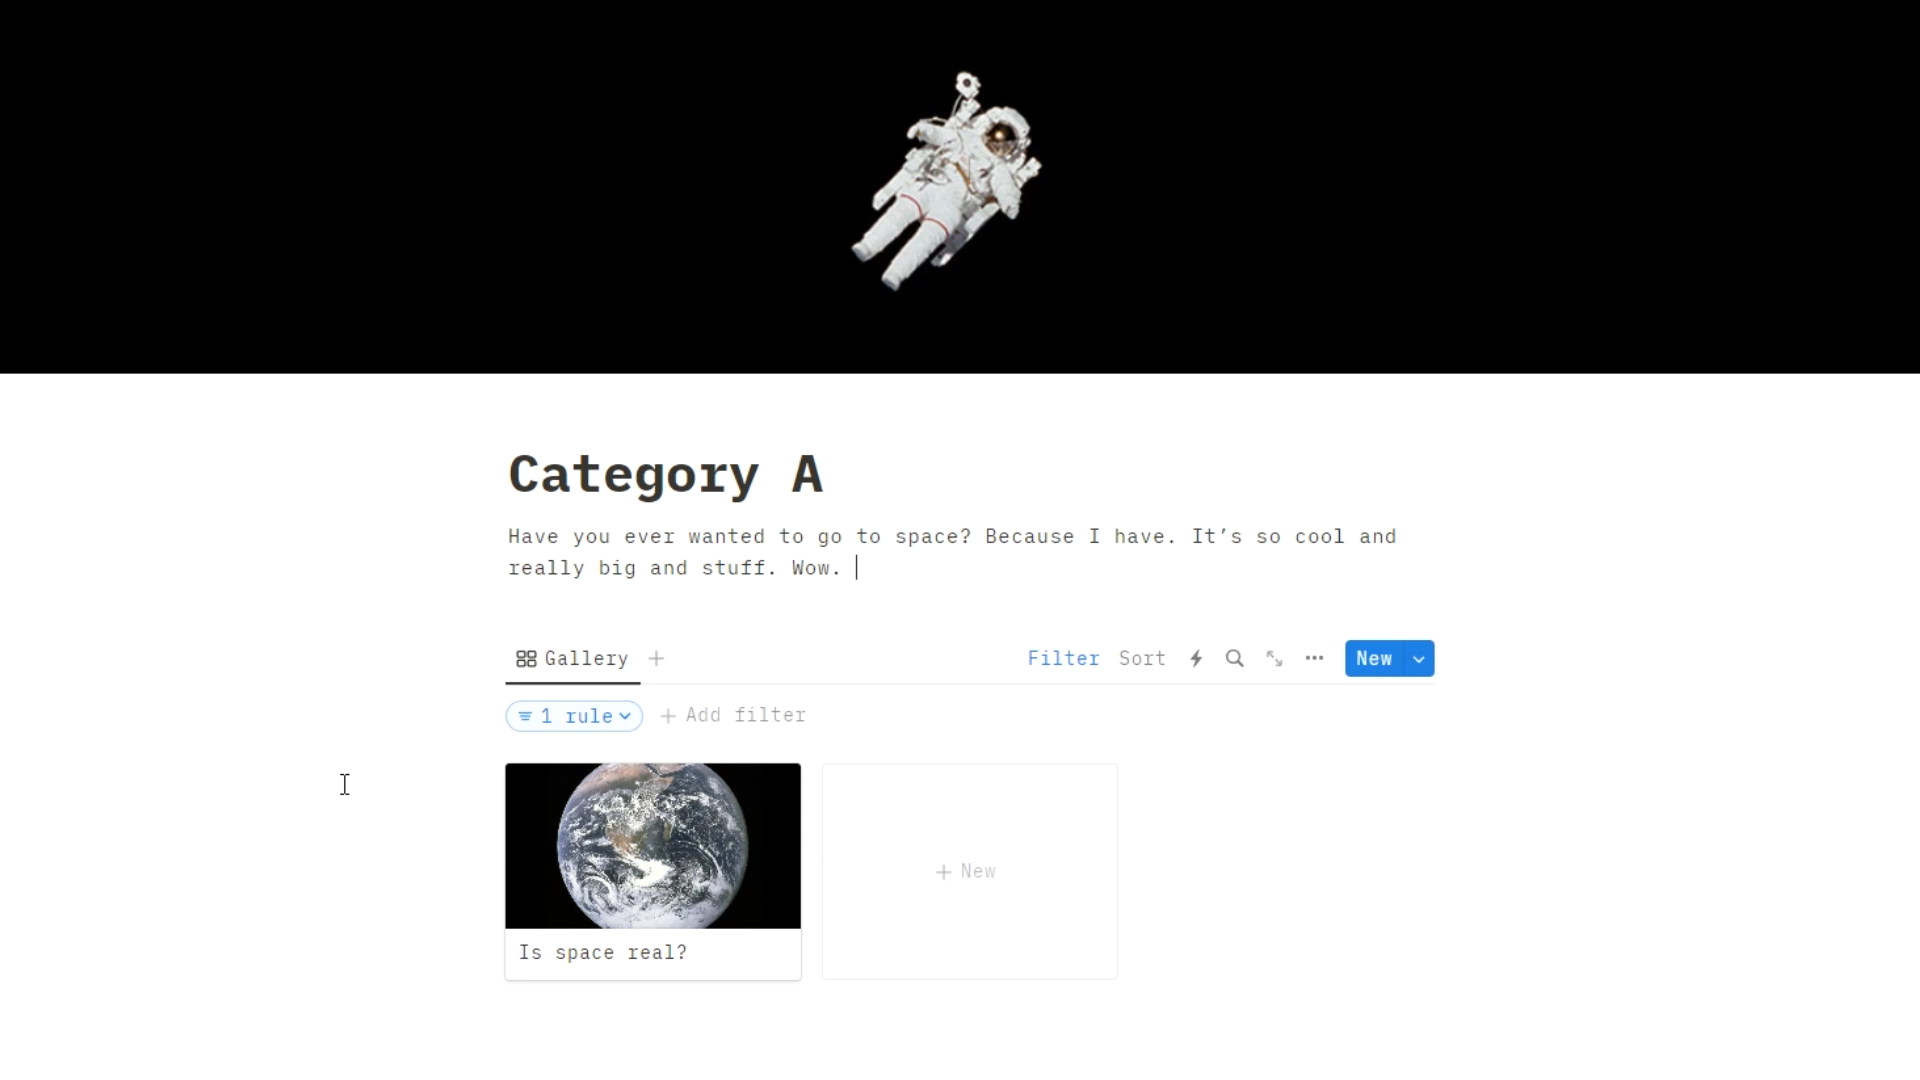 Category A
Have you ever wanted to go to space? Because I have. It’s so cool and
really big and stuff. Wow.
Gallery
Filter Sort New
1 rule Add filter
New
Is space real?